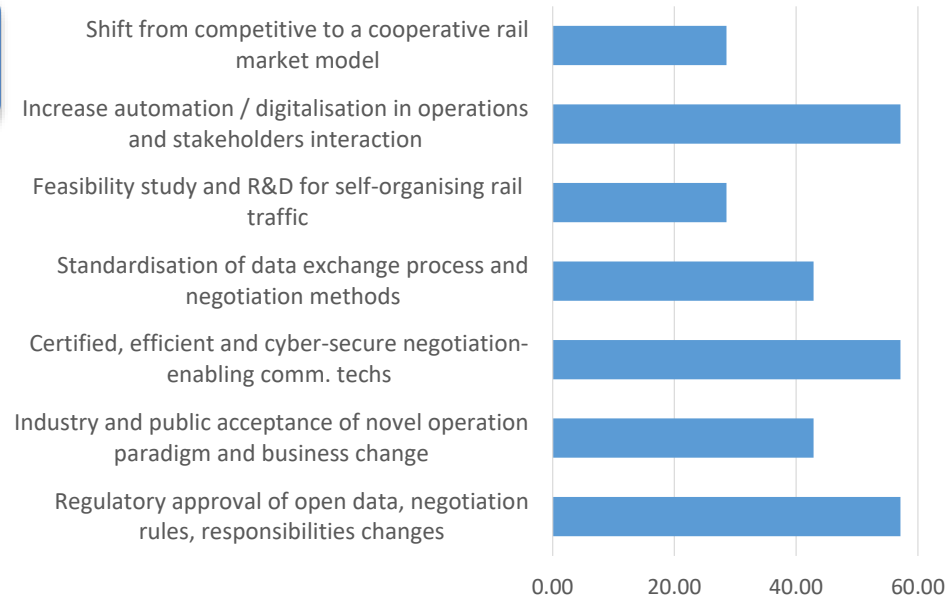 Shift from competitive to a cooperative rail
market model
Increase automation / digitalisation in operations
and stakeholders interaction
Feasibility study and R&D for self-organising rail
traffic
Standardisation of data exchange process and
negotiation methods
Certified, efficient and cyber-secure negotiation-
enabling comm. techs
Industry and public acceptance of novel operation
paradigm and business change
Regulatory approval of open data, negotiation
rules, responsibilities changes
0.00 20.00 40.00 60.00